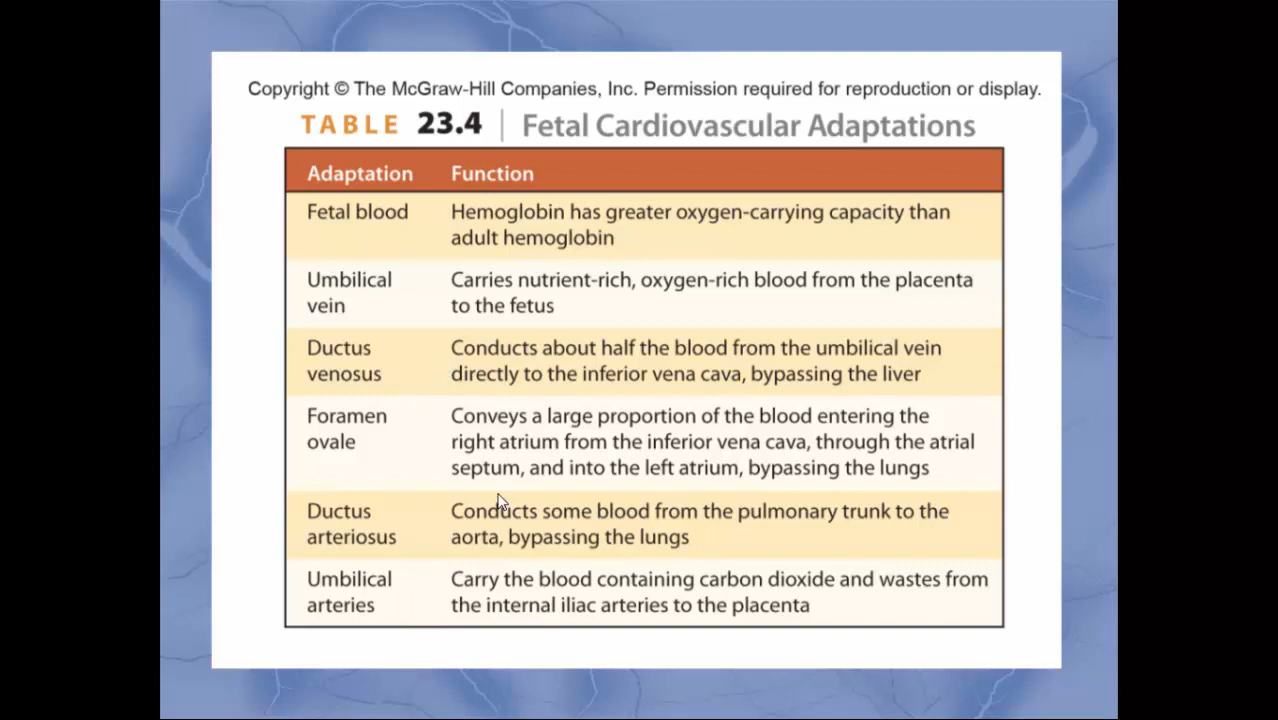 Copyright © The McGraw-Hill Companies, Inc. Permission required for reproduction or display.
TABLE 23.4 | Fetal Cardiovascular Adaptations
Adaptation Function
Fetal blood Hemoglobin has greater oxygen-carrying capacity than
adult hemoglobin
Umbilical Carries nutrient-rich, oxygen-rich blood from the placenta
vein to the fetus
Ductus Conducts about half the blood from the umbilical vein
venosus directly to the inferior vena cava, bypassing the liver
Foramen Conveys a large proportion of the blood entering the
ovale right atrium from the inferior vena cava, through the atrial
septum, and into the left atrium, bypassing the lungs
Ductus Conducts some blood from the pulmonary trunk to the
arteriosus aorta, bypassing the lungs
Umbilical Carry the blood containing carbon dioxide and wastes from
arteries the internal iliac arteries to the placenta